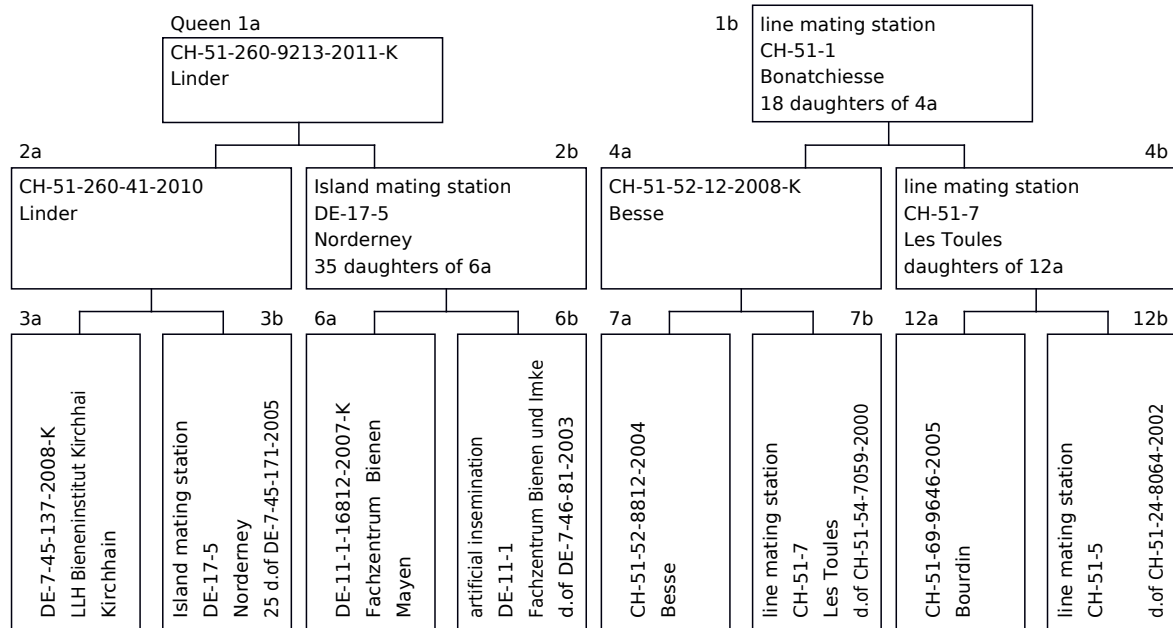 Queen 1a
CH-51-260-9213-2011-K
Linder
1b
line mating station
CH-51-1
Bonatchiesse
18 daughters of 4a
2a
CH-51-260-41-2010
Linder
2b
Island mating station
DE-17-5
Norderney
35 daughters of 6a
4a
CH-51-52-12-2008-K
Besse
4b
line mating station
CH-51-7
Les Toules
daughters of 12a
3a
DE-7-45-137-2008-K
LLH Bieneninstitut Kirchhai
Kirchhain
3b
Island mating station
DE-17-5
Norderney
25 d.of DE-7-45-171-2005
6a
DE-11-1-16812-2007-K
Fachzentrum Bienen
Mayen
6b
artificial insemination
DE-11-1
Fachzentrum Bienen und Imke
d.of DE-7-46-81-2003
7a
CH-51-52-8812-2004
Besse
7b
line mating station
CH-51-7
Les Toules
d.of CH-51-54-7059-2000
12a
CH-51-69-9646-2005
Bourdin
12b
line mating station
CH-51-5
d.of CH-51-24-8064-2002